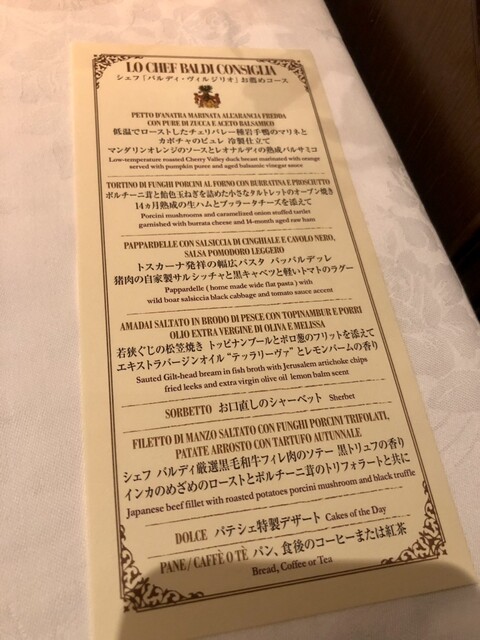 LO CHEF BALDI CONSIGLIA
シェフ「バルディ・ヴィルジリオ」お薦めコース
PETTO D'ANATRA MARINATA ALL'ARANCIA FREDDA
CON PURE DI ZUCCA E ACETO BALSAMICO
低温でローストしたチェリバレー種岩手鴨のマリネと
カボチャのピュレ 冷製仕立て
マンダリンオレンジのソースとレオナルディの熟成バルサミコ
Low-temperature roasted Cherry Valley duck breast marinated with orange
served with pumpkin puree and aged balsamic vinegar sauce
TORTINO DI FUNGHI PORCINI AL FORNO CON BURRATINA E PROSCIUTTO
ポルチーニ茸と飴色玉ねぎを詰めた小さなタルトレットのオーブン焼き
14ヵ月熟成の生ハムとブッラータチーズを添えて
Porcini mushrooms and caramelized onion stuffed tartlet
garnished with burrata cheese and 14-month aged raw ham
PAPPARDELLE CON SALSICCIA DI CINGHIALE E CAVOLO NERO,
SALSA POMODORO LEGGERO
トスカーナ発祥の幅広パスタ パッパルデッレ
猪肉の自家製サルシッチャと黒キャベツと軽いトマトのラグー
Pappardelle ( home made wide flat pasta ) with
wild boar salsiccia black cabbage and tomato sauce accent
AMADAI SALTATO IN BRODO DI PESCE CON TOPINAMBUR E PORRI
OLIO EXTRA VERGINE DI OLIVA E MELISSA
若狭ぐじの松笠焼き トッピナンブールとポロ葱のフリットを添えて
エキストラバージンオイル “テッラリーヴァ”とレモンバームの香り
Sauted Gilt-head bream in fish broth with Jerusalem artichoke chips
fried leeks and extra virgin olive oil lemon balm scent
SORBETTO お口直しのシャーベット Sherbet
FILETTO DI MANZO SALTATO CON FUNGHI PORCINI TRIFOLATI,
PATATE ARROSTO CON TARTUFO AUTUNNALE
シェフ バルディ厳選黒毛和牛フィレ肉のソテー 黒トリュフの香り
インカのめざめのローストとポルチーニ茸のトリフォラートと共に
Japanese beef fillet with roasted potatoes porcini mushroom and black truffle
DOLCE パテシェ特製デザート Cakes of the Day
PANE / CAFFÈ O TÈ パン、食後のコーヒーまたは紅茶
Bread, Coffee or Tea